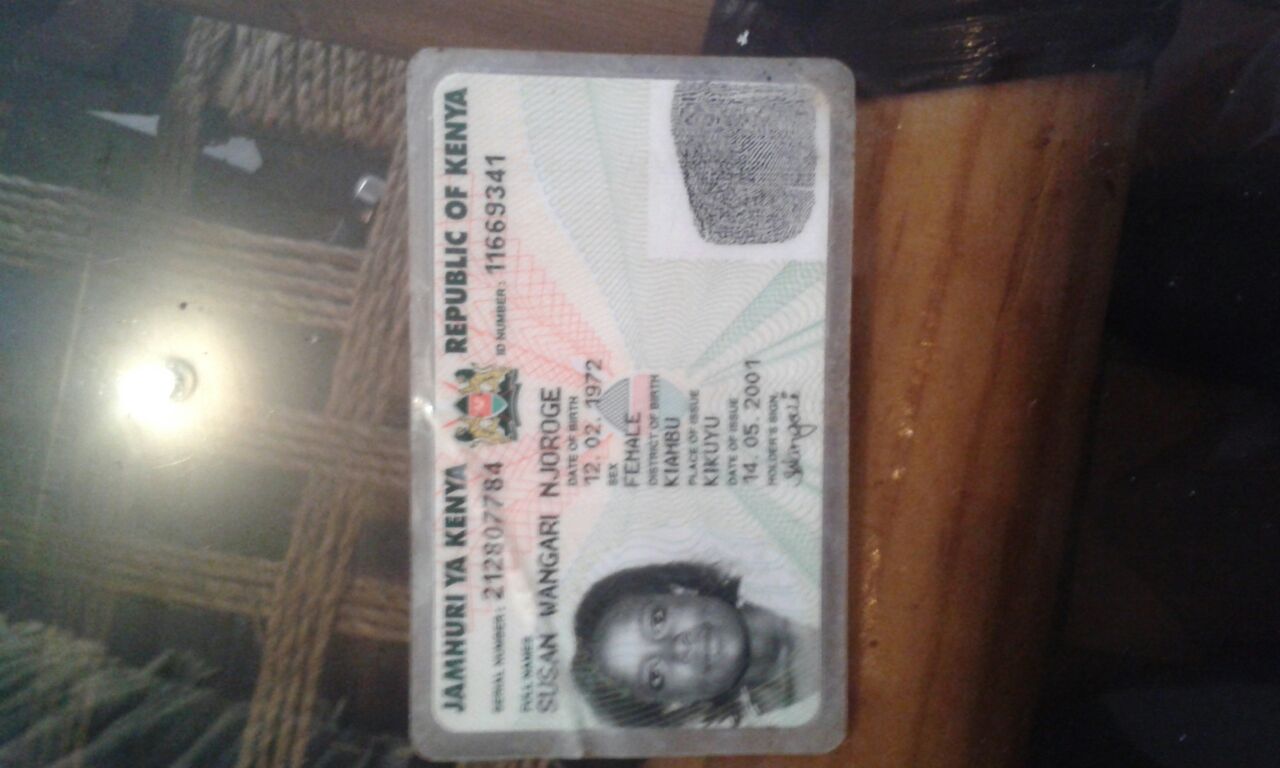 JAMHURI YA KENYA REPUBLIC OF KENYA
SERIAL NUMBER: 212807784 ID NUMBER: 11669341
FULL NAMES
SUSAN WANGARI NJOROGE
DATE OF BIRTH
12. 02. 1972
SEX
FEMALE
DISTRICT OF BIRTH
KIAMBU
PLACE OF ISSUE
KIKUYU
DATE OF ISSUE
14. 05. 2001
HOLDER'S SIGN.